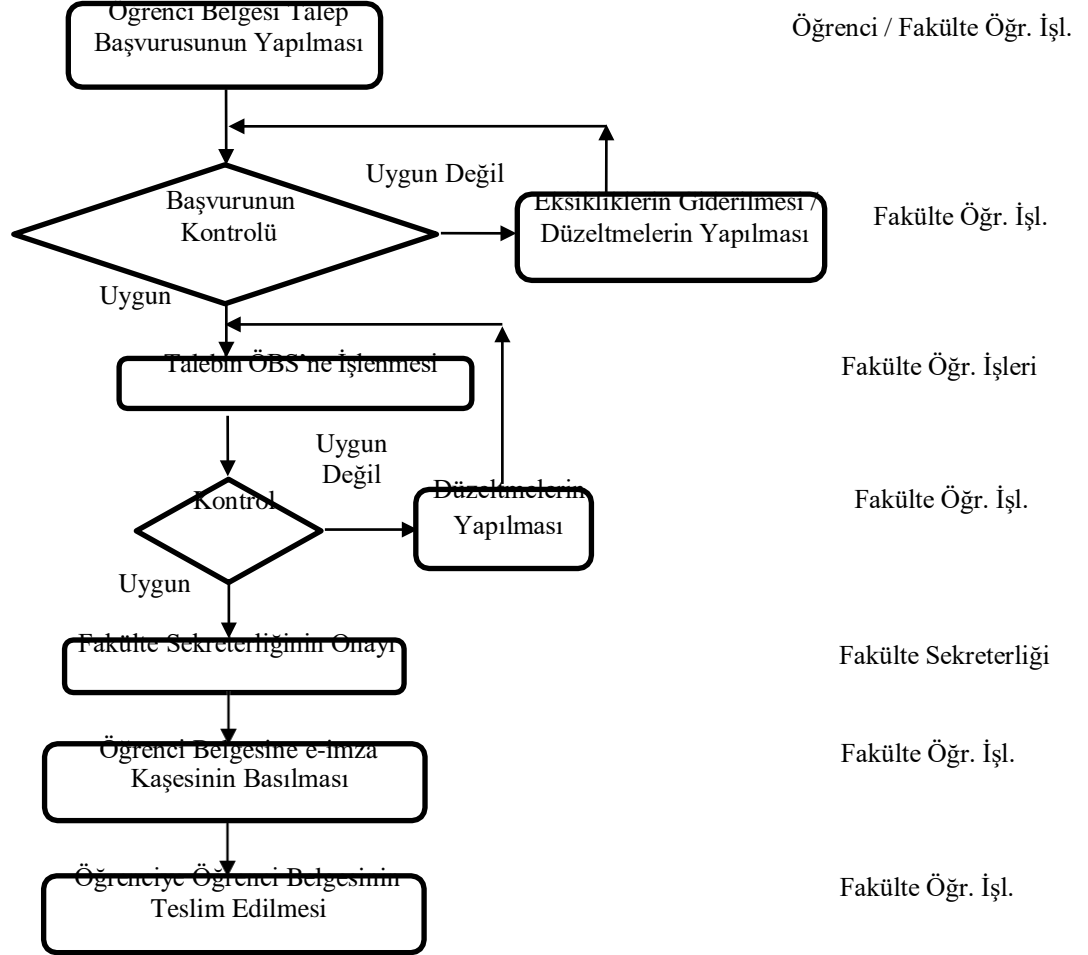 Öğrenci Belgesi Talep
Başvurusunun Yapılması
Öğrenci / Fakülte Öğr. İşl.
Uygun Değil
Başvurunun
Kontrolü
Eksikliklerin Giderilmesi /
Düzeltmelerin Yapılması
Fakülte Öğr. İşl.
Uygun
Talebin ÖBS'ne İşlenmesi
Fakülte Öğr. İşleri
Uygun
Değil
Kontrol
Düzeltmelerin
Yapılması
Fakülte Öğr. İşl.
Uygun
Fakülte Sekreterliğinin Onayı
Fakülte Sekreterliği
Öğrenci Belgesine e-imza
Kaşesinin Basılması
Fakülte Öğr. İşl.
Öğrenciye Öğrenci Belgesinin
Teslim Edilmesi
Fakülte Öğr. İşl.